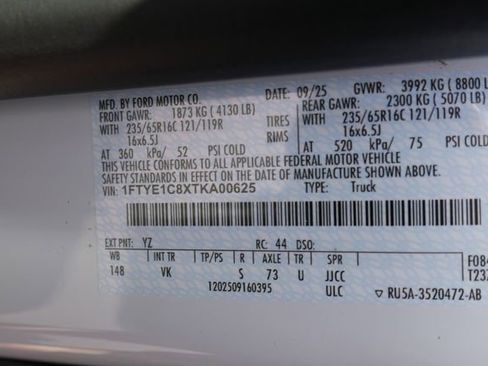 MFD. BY FORD MOTOR CO. DATE: 09/25 GVWR: 3992 KG ( 8800 L
FRONT GAWR: 1873 KG ( 4130 LB) REAR GAWR: 2300 KG ( 5070 LB)
WITH 235/65R16C 121/119R TIRES WITH 235/65R16C 121/119R
16x6.5J RIMS 16x6.5J
AT 360 kPa/ 52 PSI COLD AT 520 kPa/ 75 PSI COLD
THIS VEHICLE CONFORMS TO ALL APPLICABLE FEDERAL MOTOR VEHICLE
SAFETY STANDARDS IN EFFECT ON THE DATE OF MANUFACTURE SHOWN ABOVE.
VIN: 1FTYE1C8XTKA00625 TYPE: Truck
EXT PNT: YZ RC: 44 DSO:
WB INT TR TP/PS R AXLE TR SPR
148 VK S 73 U JJCC
1202509160395 ULC
F084
T232
▽ RU5A-3520472-AB